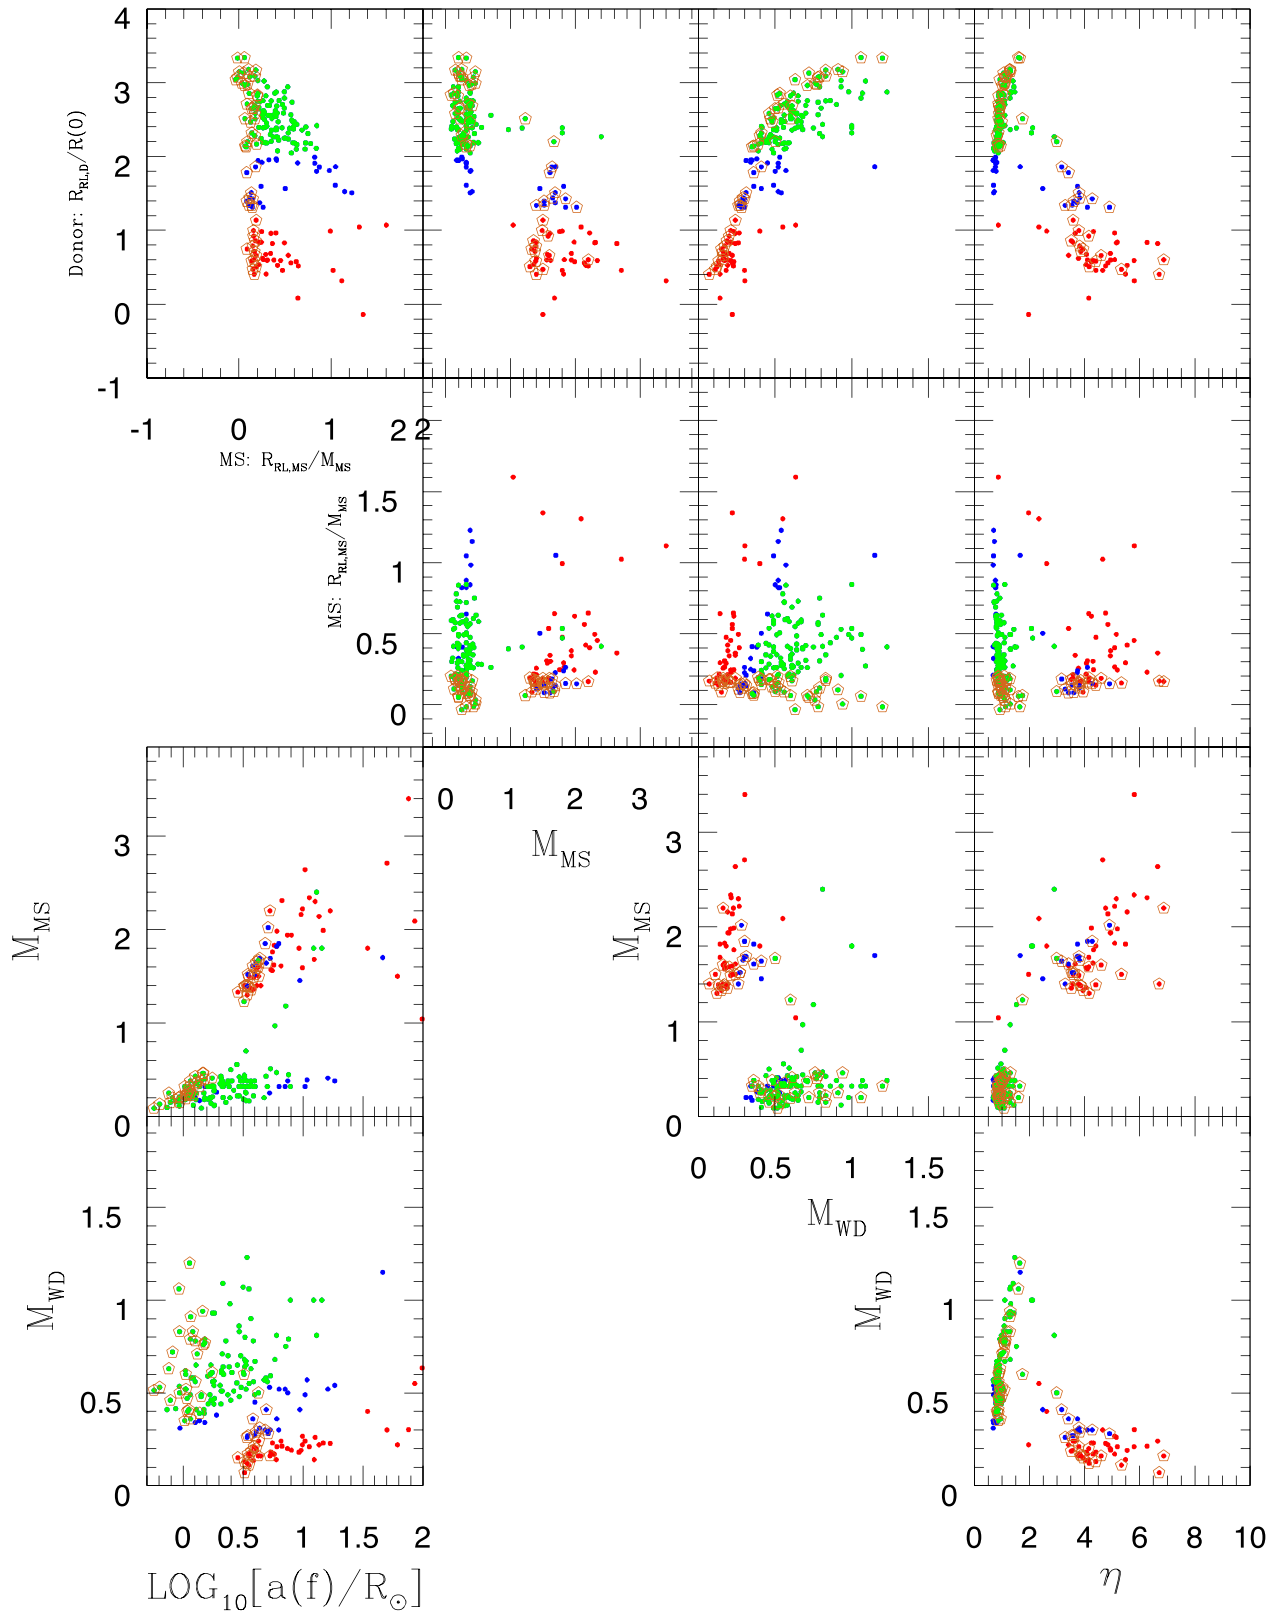 4
3
2
1
0
-1
Donor: R_RL,D/R(0)
-1 0 1 2 2
MS: R_RL,MS/M_MS
1.5
1
0.5
0
MS: R_RL,MS/M_MS
0 1 2 3
M_MS
3
2
1
0
M_MS
3
2
1
0
M_MS
0 0.5 1 1.5
M_WD
1.5
1
0.5
0
M_WD
1.5
1
0.5
0
M_WD
0 0.5 1 1.5 2
LOG₁₀[a(f)/R☉]
0 2 4 6 8 10
η